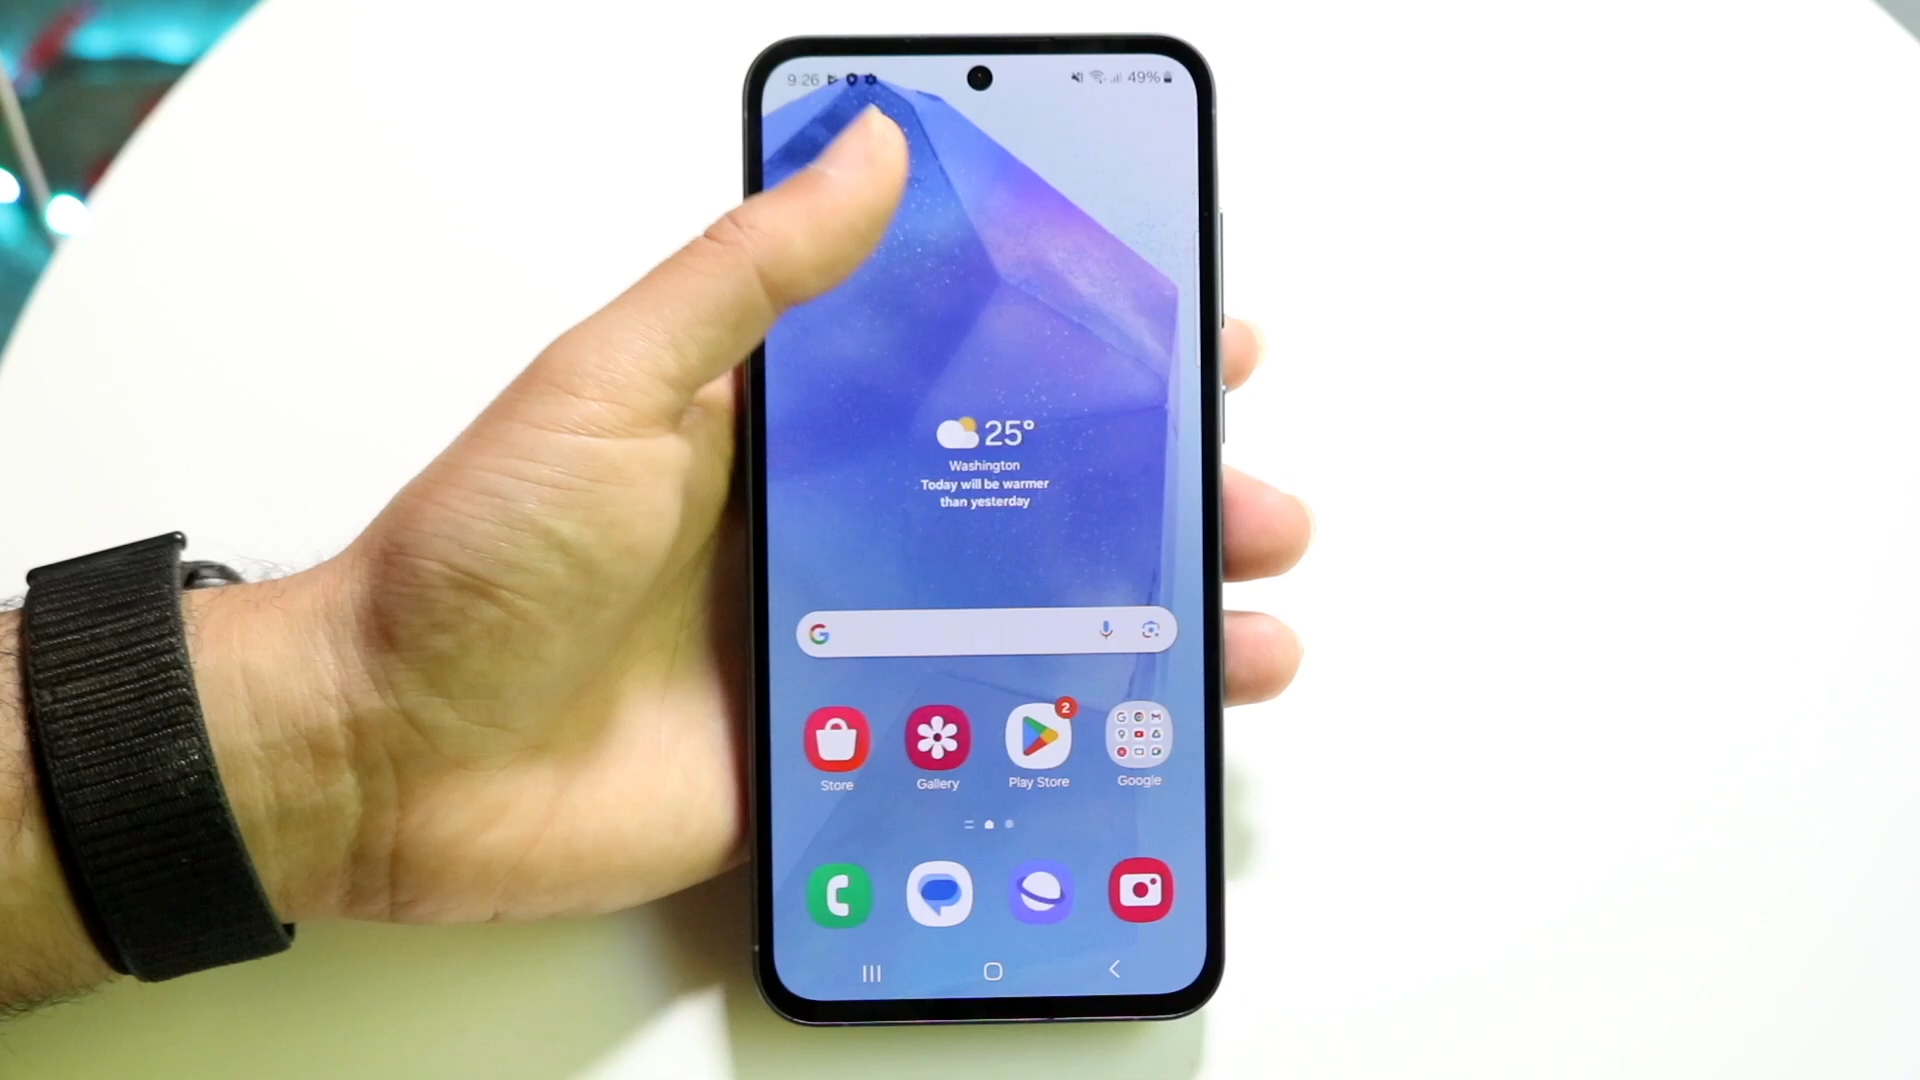 9:26 49%
25°
Washington
Today will be warmer
than yesterday
2
Store Gallery Play Store Google